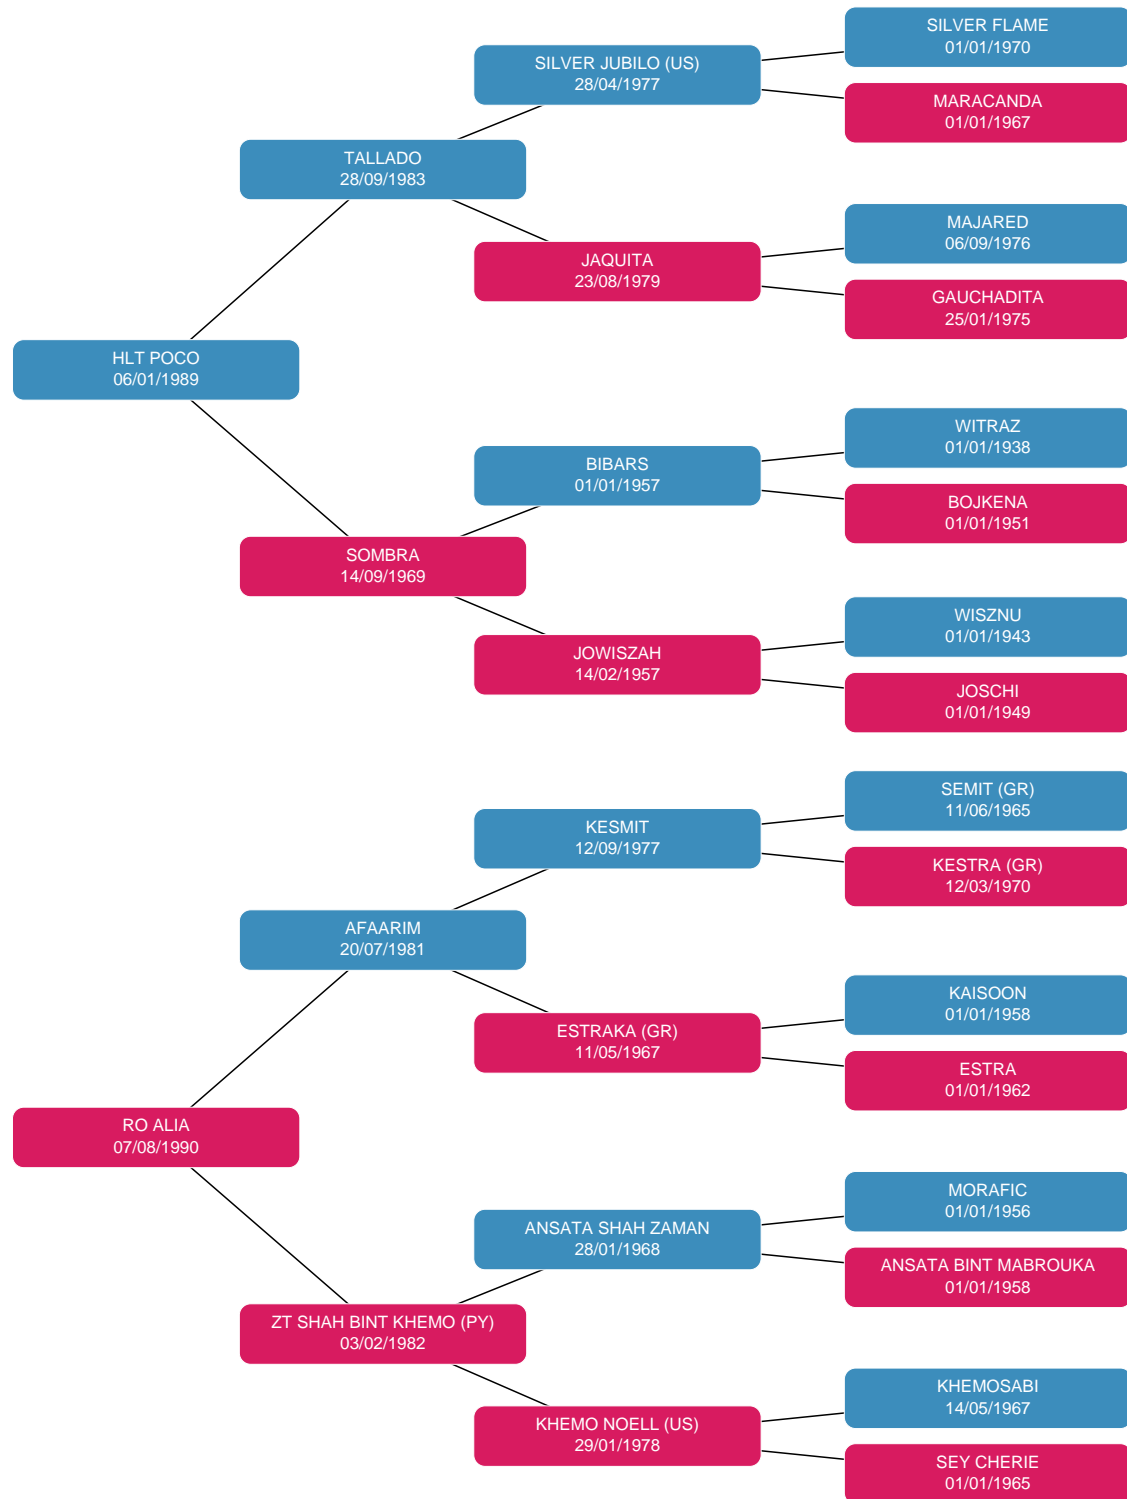 SILVER FLAME
01/01/1970
SILVER JUBILO (US)
28/04/1977
MARACANDA
01/01/1967
TALLADO
28/09/1983
MAJARED
06/09/1976
JAQUITA
23/08/1979
GAUCHADITA
25/01/1975
HLT POCO
06/01/1989
WITRAZ
01/01/1938
BIBARS
01/01/1957
BOJKENA
01/01/1951
SOMBRA
14/09/1969
WISZNU
01/01/1943
JOWISZAH
14/02/1957
JOSCHI
01/01/1949
SEMIT (GR)
11/06/1965
KESMIT
12/09/1977
KESTRA (GR)
12/03/1970
AFAARIM
20/07/1981
KAISOON
01/01/1958
ESTRAKA (GR)
11/05/1967
ESTRA
01/01/1962
RO ALIA
07/08/1990
MORAFIC
01/01/1956
ANSATA SHAH ZAMAN
28/01/1968
ANSATA BINT MABROUKA
01/01/1958
ZT SHAH BINT KHEMO (PY)
03/02/1982
KHEMOSABI
14/05/1967
KHEMO NOELL (US)
29/01/1978
SEY CHERIE
01/01/1965